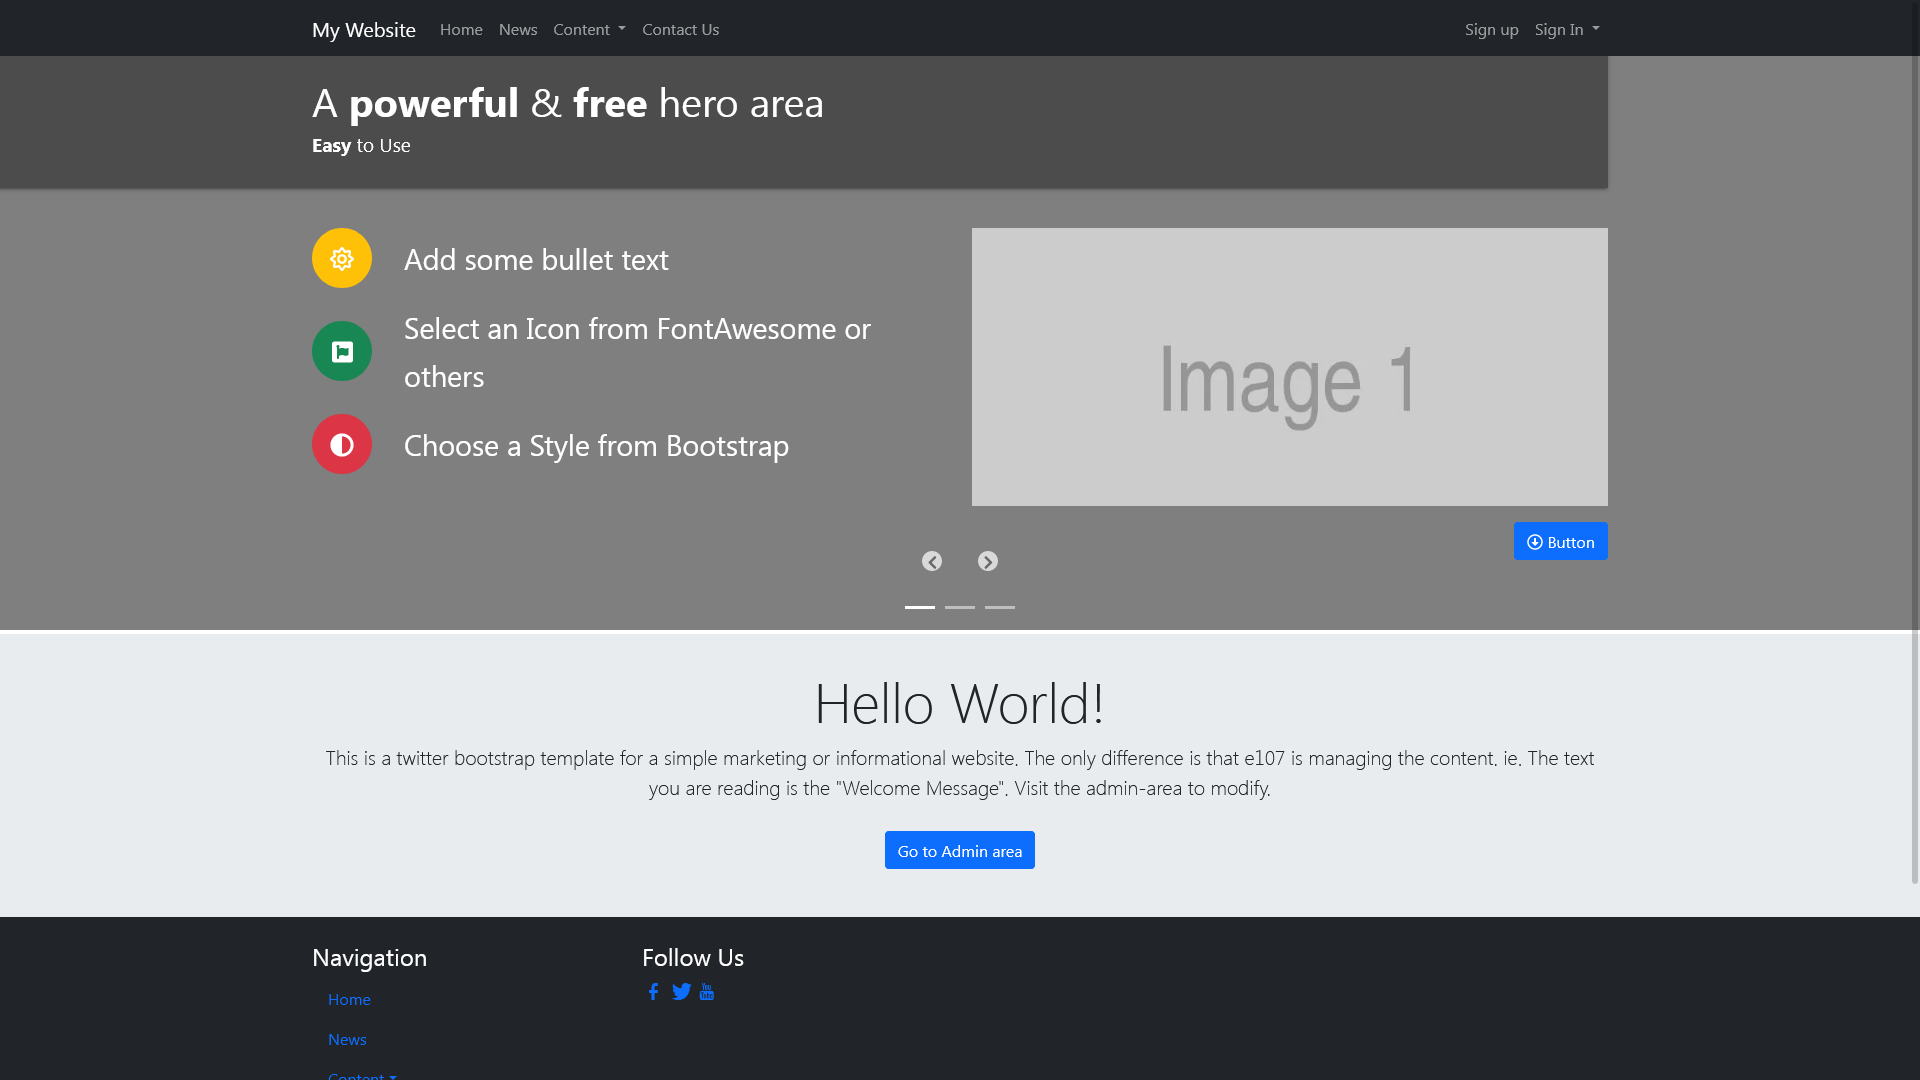 My Website Home News Content Contact Us Sign up Sign In
A powerful & free hero area
Easy to Use
Add some bullet text
Select an Icon from FontAwesome or
others
Choose a Style from Bootstrap
Image 1
Button
Hello World!
This is a twitter bootstrap template for a simple marketing or informational website. The only difference is that e107 is managing the content. ie. The text
you are reading is the "Welcome Message". Visit the admin-area to modify.
Go to Admin area
Navigation
Home
News
Content
Follow Us